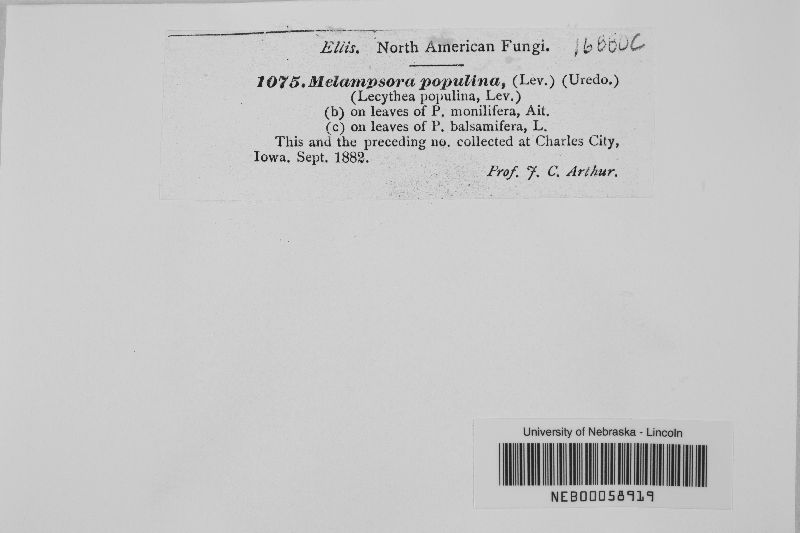 Ellis. North American Fungi. 16660C
1075. Melampsora populina, (Lev.) (Uredo.)
(Lecythea populina, Lev.)
(b) on leaves of P. monilifera, Ait.
(c) on leaves of P. balsamifera, L.
This and the preceding no. collected at Charles City,
Iowa. Sept. 1882.
Prof. J. C. Arthur.
University of Nebraska - Lincoln
NEB00058919